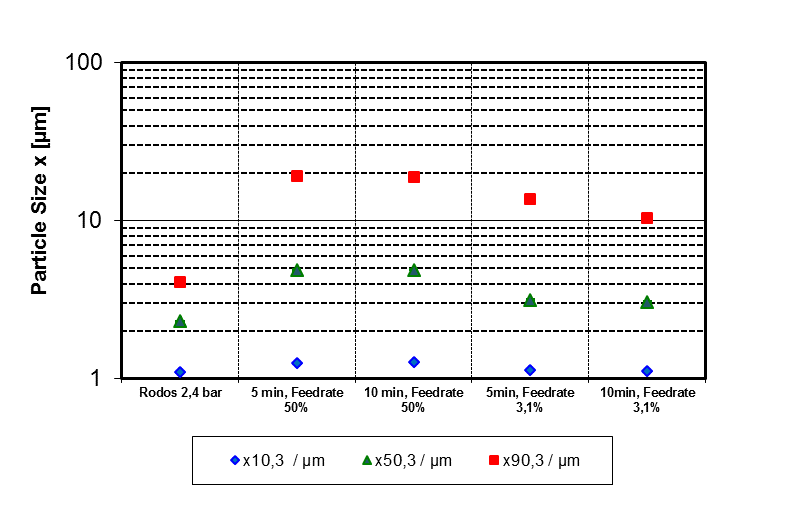 100
10
1
Particle Size x [µm]
Rodos 2,4 bar
5 min, Feedrate
50%
10 min, Feedrate
50%
5min, Feedrate
3,1%
10min, Feedrate
3,1%
x10,3 / µm
x50,3 / µm
x90,3 / µm